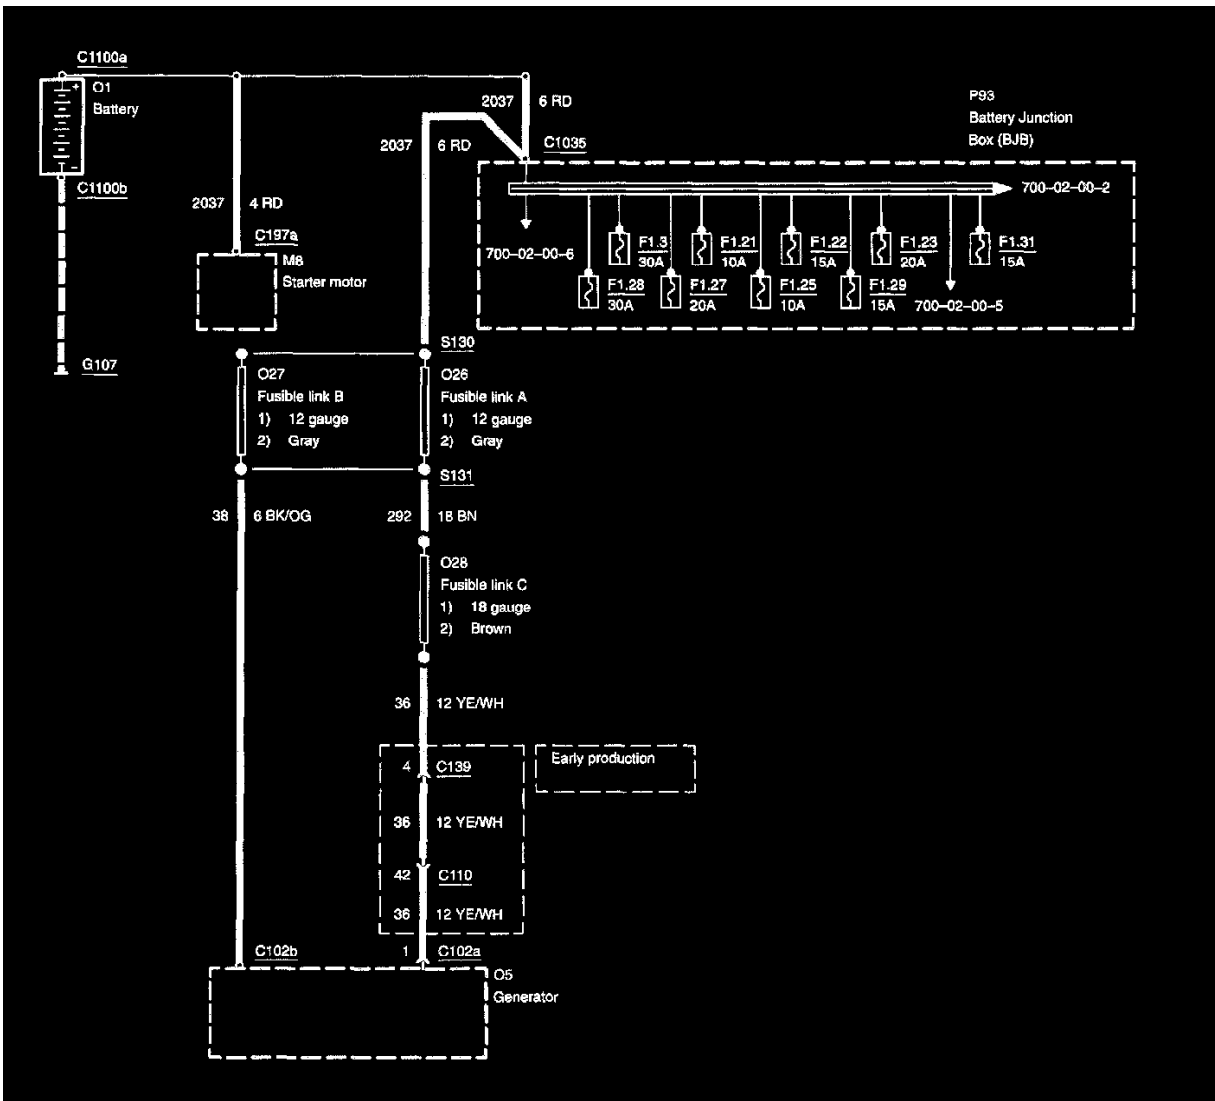 C1100a
+
O1
Battery
-
C1100b
G107
2037 4 RD
C197a
M8
Starter motor
2037 6 RD
2037 6 RD
C1035
P93
Battery Junction
Box (BJB)
700-02-00-2
700-02-00-6
F1.3
30A
F1.21
10A
F1.22
15A
F1.23
20A
F1.31
15A
F1.28
30A
F1.27
20A
F1.25
10A
F1.29
15A
700-02-00-5
S130
O27
Fusible link B
1) 12 gauge
2) Gray
O26
Fusible link A
1) 12 gauge
2) Gray
S131
38 6 BK/OG
292 18 BN
O28
Fusible link C
1) 18 gauge
2) Brown
36 12 YE/WH
4 C139
Early production
36 12 YE/WH
42 C110
36 12 YE/WH
C102b
1 C102a
O5
Generator